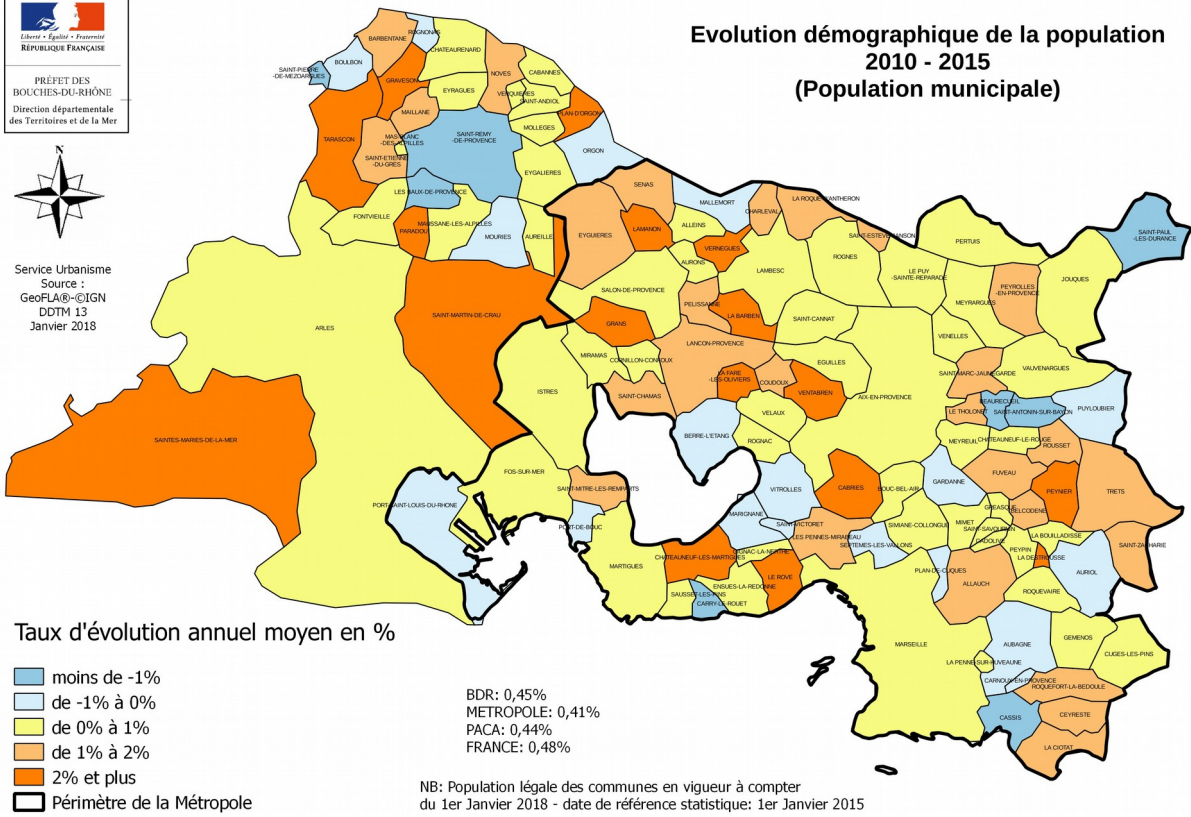 Liberté • Égalité • Fraternité
RÉPUBLIQUE FRANÇAISE
PRÉFET DES
BOUCHES-DU-RHÔNE
Direction départementale
des Territoires et de la Mer
Evolution démographique de la population
2010 - 2015
(Population municipale)
N
Service Urbanisme
Source :
GeoFLA®-©IGN
DDTM 13
Janvier 2018
BARBENTANE
ROGNONAS
CHATEAURENARD
BOULBON
SAINT-PIERRE
-DE-MEZOARGUES
GRAVESON
NOVES
CABANNES
EYRAGUES
VERQUIERES
SAINT-ANDIOL
MAILLANE
PLAN-D'ORGON
MOLLEGES
TARASCON
MAS-BLANC
-DES-ALPILLES
SAINT-REMY
-DE-PROVENCE
ORGON
SAINT-ETIENNE
-DU-GRES
EYGALIERES
LES BAUX-DE-PROVENCE
FONTVIEILLE
PARADOU
MAUSSANE-LES-ALPILLES
MOURIES
AUREILLE
SENAS
MALLEMORT
CHARLEVAL
LA ROQUE-D'ANTHERON
EYGUIERES
LAMANON
ALLEINS
VERNEGUES
SAINT-ESTEVE-JANSON
AURONS
LAMBESC
ROGNES
PERTUIS
SAINT-PAUL
-LES-DURANCE
LE PUY
-SAINTE-REPARADE
JOUQUES
PEYROLLES
-EN-PROVENCE
MEYRARGUES
SALON-DE-PROVENCE
PELISSANNE
LA BARBEN
SAINT-CANNAT
ARLES
SAINT-MARTIN-DE-CRAU
GRANS
LANCON-PROVENCE
VENELLES
MIRAMAS
CORNILLON-CONFOUX
EGUILLES
SAINT-MARC-JAUMEGARDE
VAUVENARGUES
ISTRES
LA FARE
-LES-OLIVIERS
COUDOUX
VENTABREN
SAINT-CHAMAS
AIX-EN-PROVENCE
BEAURECUEIL
LE THOLONET
SAINT-ANTONIN-SUR-BAYON
PUYLOUBIER
VELAUX
SAINTES-MARIES-DE-LA-MER
BERRE-L'ETANG
ROGNAC
MEYREUIL
CHATEAUNEUF-LE-ROUGE
ROUSSET
FOS-SUR-MER
SAINT-MITRE-LES-REMPARTS
VITROLLES
CABRIES
BOUC-BEL-AIR
GARDANNE
FUVEAU
PEYNIER
TRETS
PORT-SAINT-LOUIS-DU-RHONE
PORT-DE-BOUC
MARIGNANE
SAINT-VICTORET
SIMIANE-COLLONGUE
MIMET
GREASQUE
BELCODENE
SAINT-SAVOURNIN
CADOLIVE
LA BOUILLADISSE
SAINT-ZACHARIE
LES PENNES-MIRABEAU
SEPTEMES-LES-VALLONS
PEYPIN
LA DESTROUSSE
MARTIGUES
CHATEAUNEUF-LES-MARTIGUES
GIGNAC-LA-NERTHE
LE ROVE
PLAN-DE-CUQUES
ALLAUCH
AURIOL
ENSUES-LA-REDONNE
SAUSSET-LES-PINS
CARRY-LE-ROUET
ROQUEVAIRE
MARSEILLE
AUBAGNE
GEMENOS
CUGES-LES-PINS
LA PENNE-SUR-HUVEAUNE
CARNOUX-EN-PROVENCE
ROQUEFORT-LA-BEDOULE
CASSIS
CEYRESTE
LA CIOTAT
Taux d'évolution annuel moyen en %
moins de -1%
de -1% à 0%
de 0% à 1%
de 1% à 2%
2% et plus
Périmètre de la Métropole
BDR: 0,45%
METROPOLE: 0,41%
PACA: 0,44%
FRANCE: 0,48%
NB: Population légale des communes en vigueur à compter
du 1er Janvier 2018 - date de référence statistique: 1er Janvier 2015